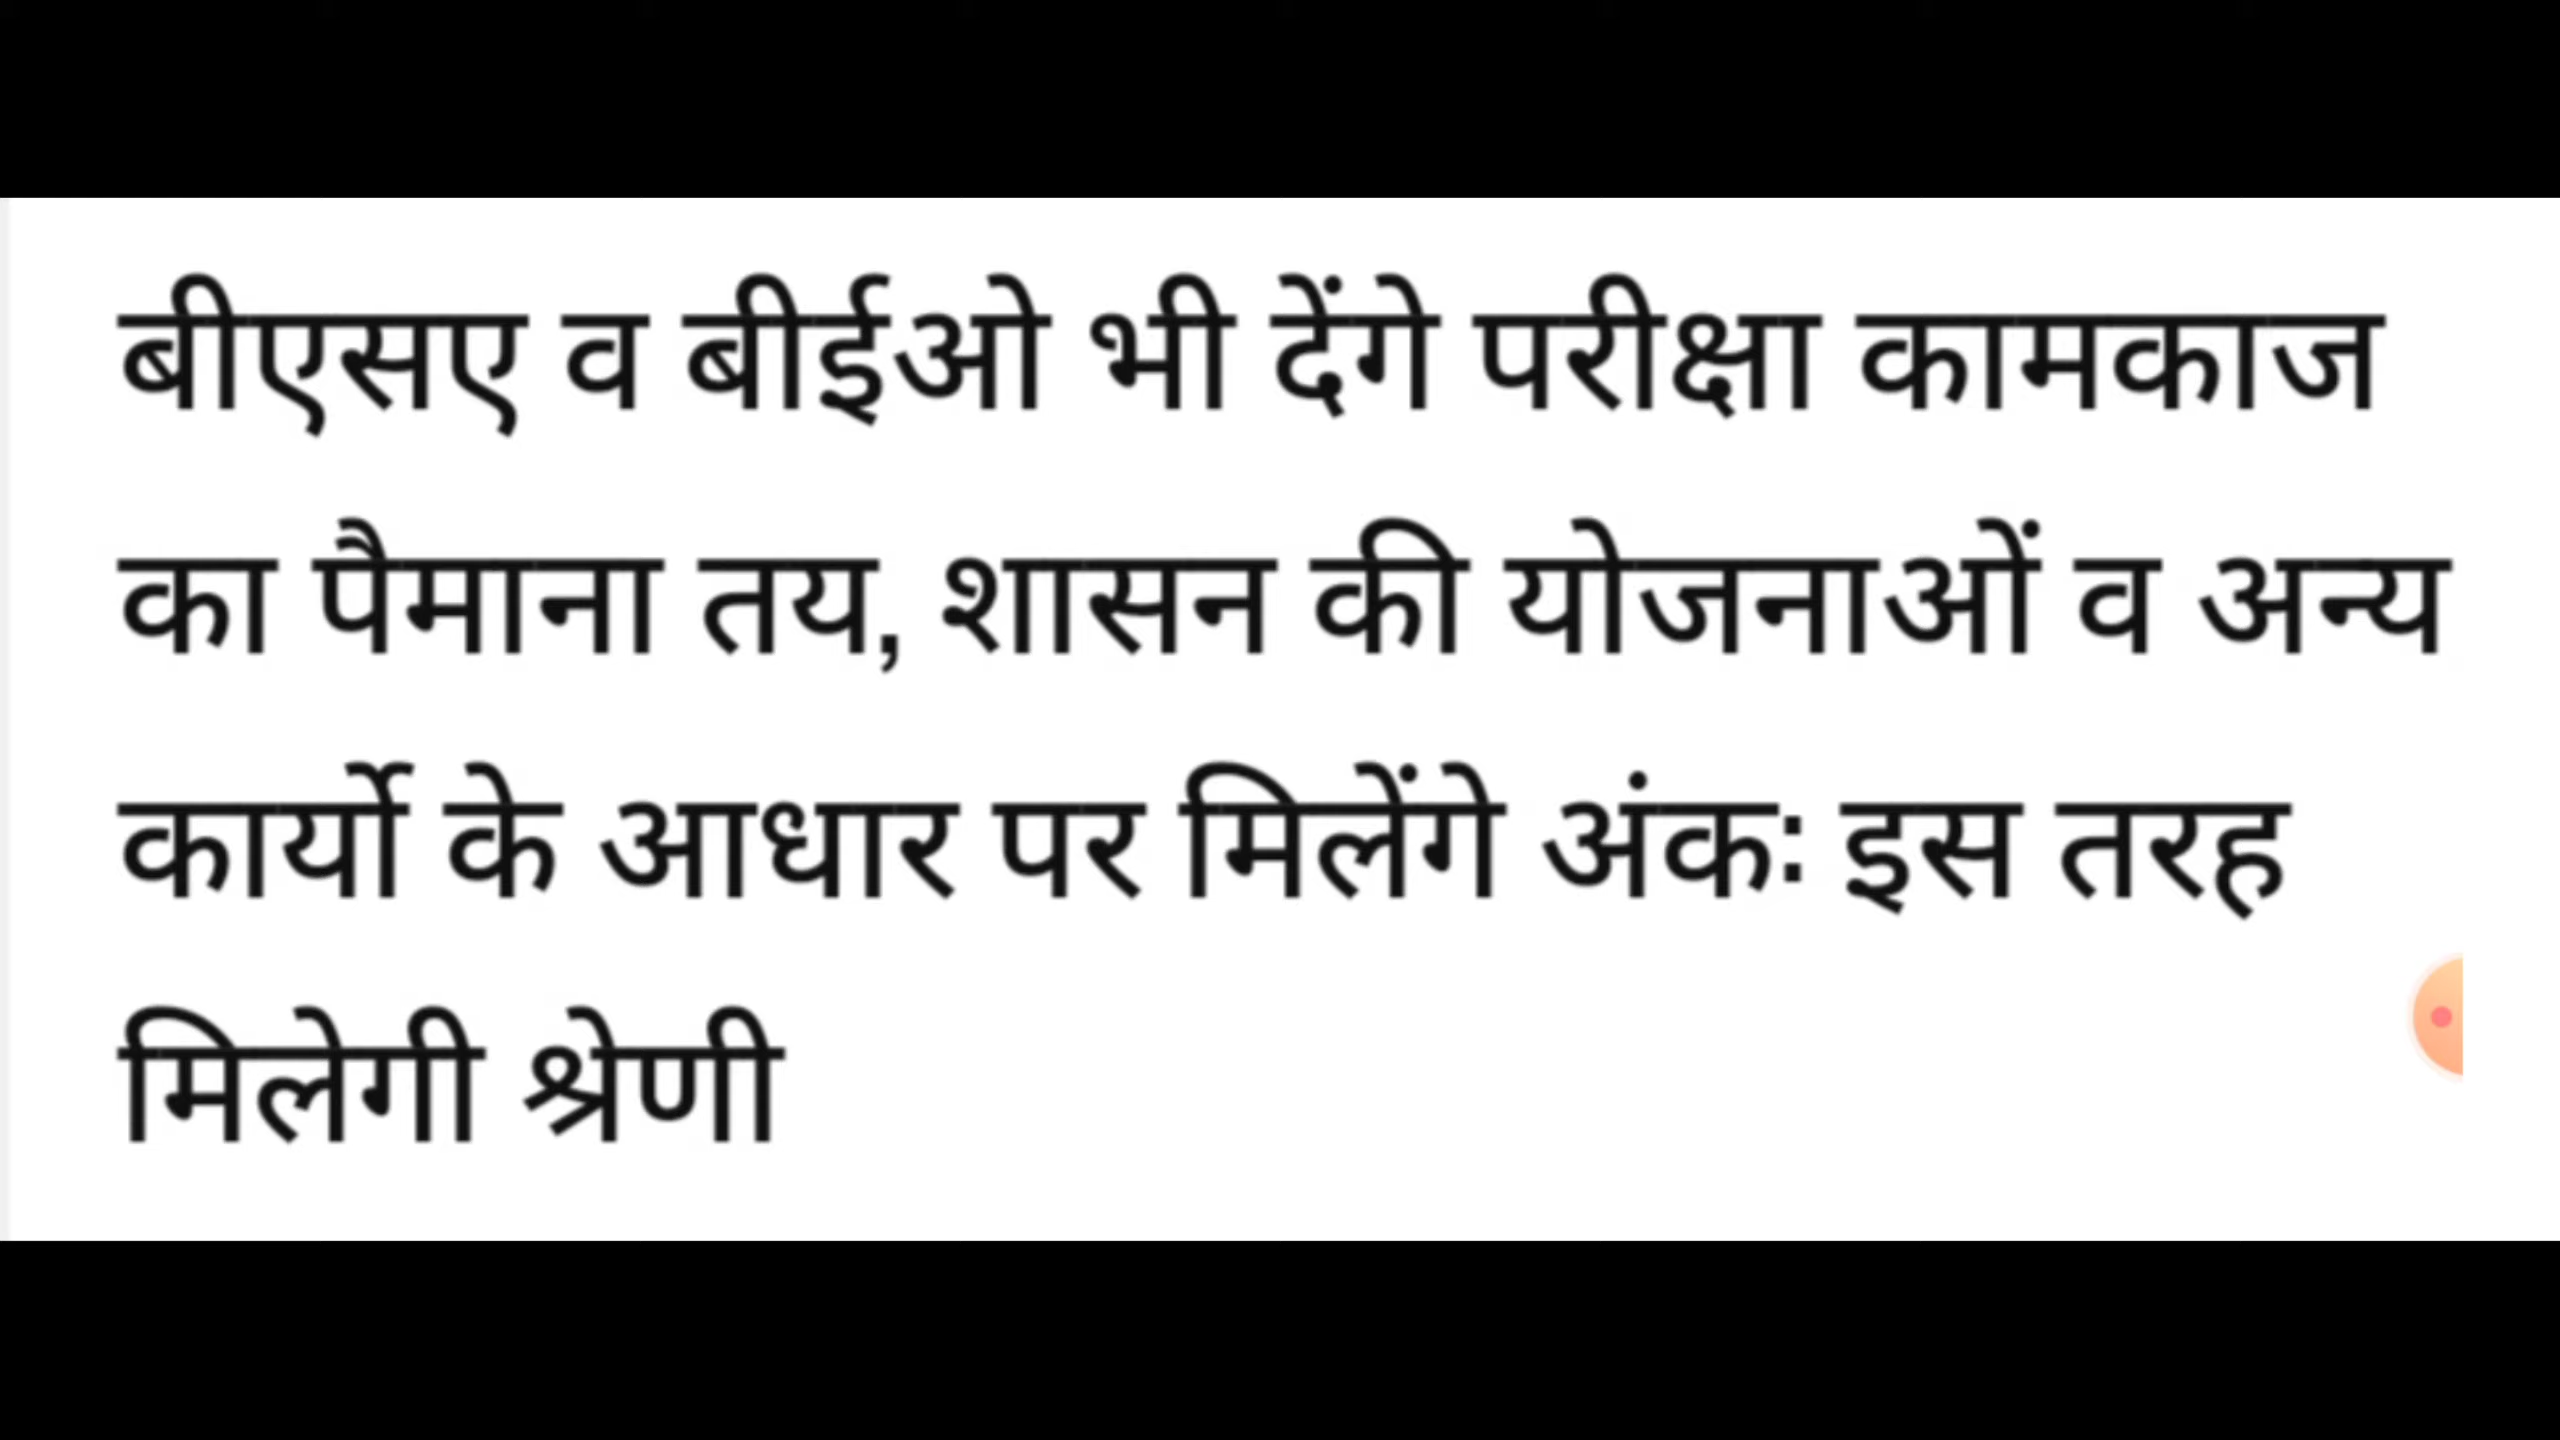 बीएसए व बीईओ भी देंगे परीक्षा कामकाज
का पैमाना तय, शासन की योजनाओं व अन्य
कार्यो के आधार पर मिलेंगे अंकः इस तरह
मिलेगी श्रेणी